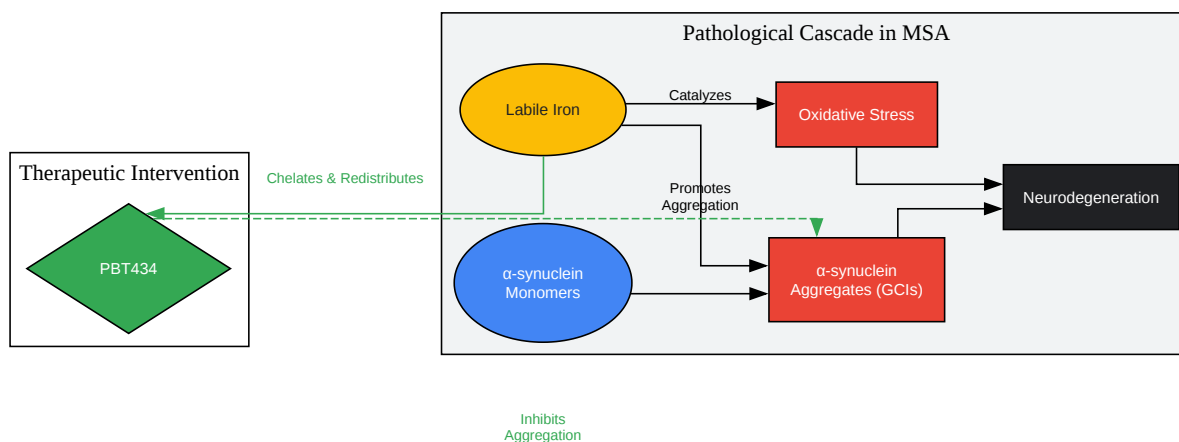 Pathological Cascade in MSA
Labile Iron
Catalyzes
Oxidative Stress
Therapeutic Intervention
Chelates & Redistributes
Promotes
Aggregation
Neurodegeneration
PBT434
α-synuclein
Monomers
α-synuclein
Aggregates (GCIs)
Inhibits
Aggregation